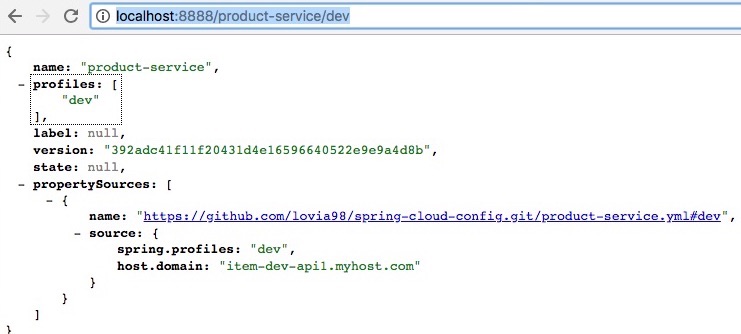 localhost:8888/product-service/dev
{
name: "product-service",
- profiles: [
"dev"
],
label: null,
version: "392adc41f11f20431d4e16596640522e9e9a4d8b",
state: null,
- propertySources: [
- {
name: "https://github.com/lovia98/spring-cloud-config.git/product-service.yml#dev",
- source: {
spring.profiles: "dev",
host.domain: "item-dev-api1.myhost.com"
}
}
]
}